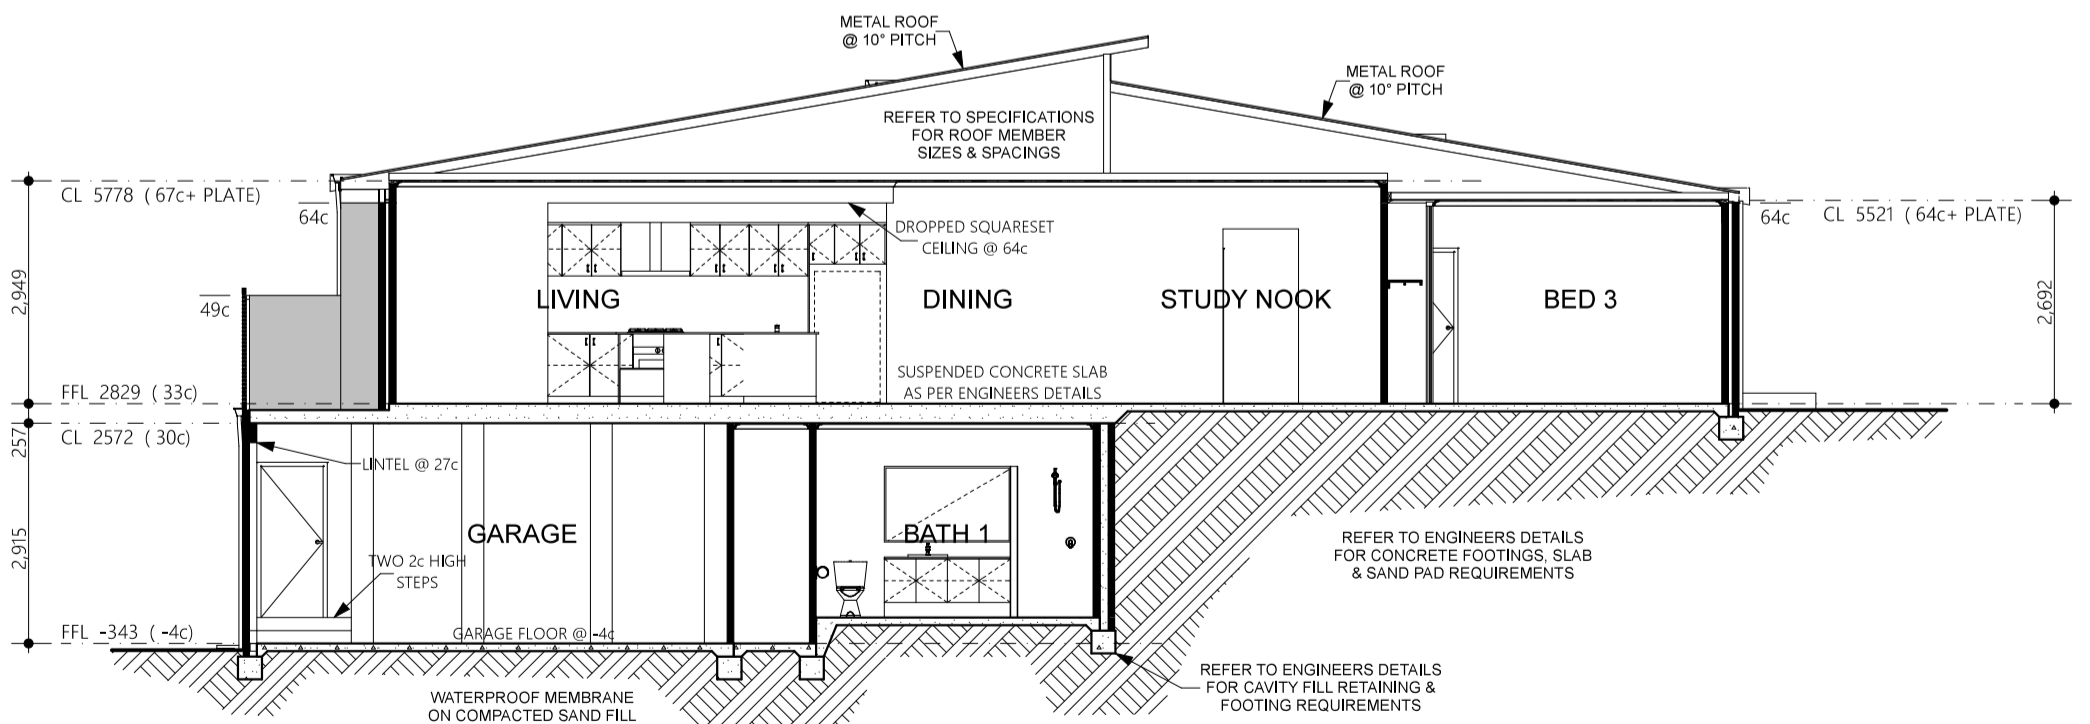 METAL ROOF
@ 10° PITCH
METAL ROOF
@ 10° PITCH
REFER TO SPECIFICATIONS
FOR ROOF MEMBER
SIZES & SPACINGS
CL 5778 ( 67c+ PLATE)
64c
DROPPED SQUARESET
CEILING @ 64c
64c
CL 5521 ( 64c+ PLATE)
2,949
49c
LIVING
DINING
STUDY NOOK
BED 3
2,692
SUSPENDED CONCRETE SLAB
AS PER ENGINEERS DETAILS
FFL 2829 ( 33c)
257
CL 2572 ( 30c)
LINTEL @ 27c
2,915
GARAGE
BATH 1
TWO 2c HIGH
STEPS
REFER TO ENGINEERS DETAILS
FOR CONCRETE FOOTINGS, SLAB
& SAND PAD REQUIREMENTS
FFL -343 ( -4c)
GARAGE FLOOR @ -4c
WATERPROOF MEMBRANE
ON COMPACTED SAND FILL
REFER TO ENGINEERS DETAILS
FOR CAVITY FILL RETAINING &
FOOTING REQUIREMENTS